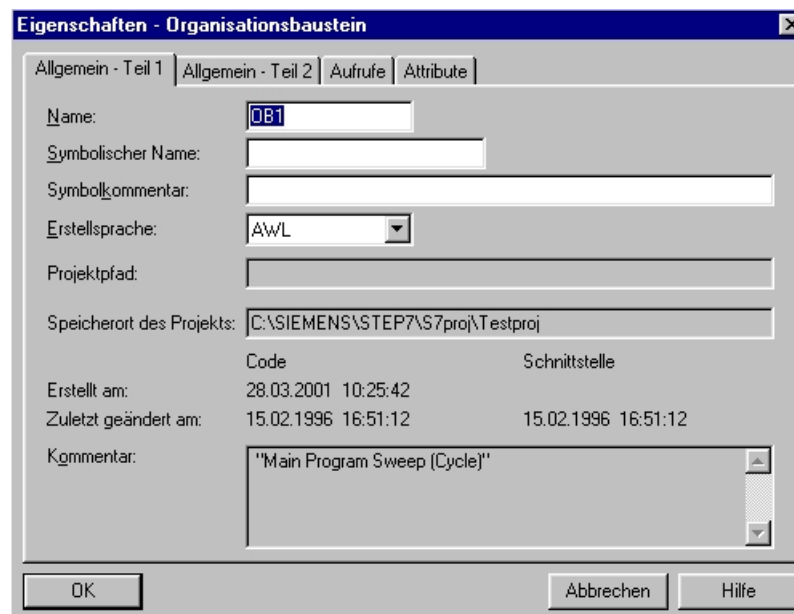 Eigenschaften - Organisationsbaustein
Allgemein - Teil 1 Allgemein - Teil 2 Aufrufe Attribute
Name: OB1
Symbolischer Name:
Symbolkommentar:
Erstellsprache: AWL
Projektpfad:
Speicherort des Projekts: C:\SIEMENS\STEP7\S7proj\Testproj
Code Schnittstelle
Erstellt am: 28.03.2001 10:25:42
Zuletzt geändert am: 15.02.1996 16:51:12 15.02.1996 16:51:12
Kommentar: "Main Program Sweep (Cycle)"
OK Abbrechen Hilfe